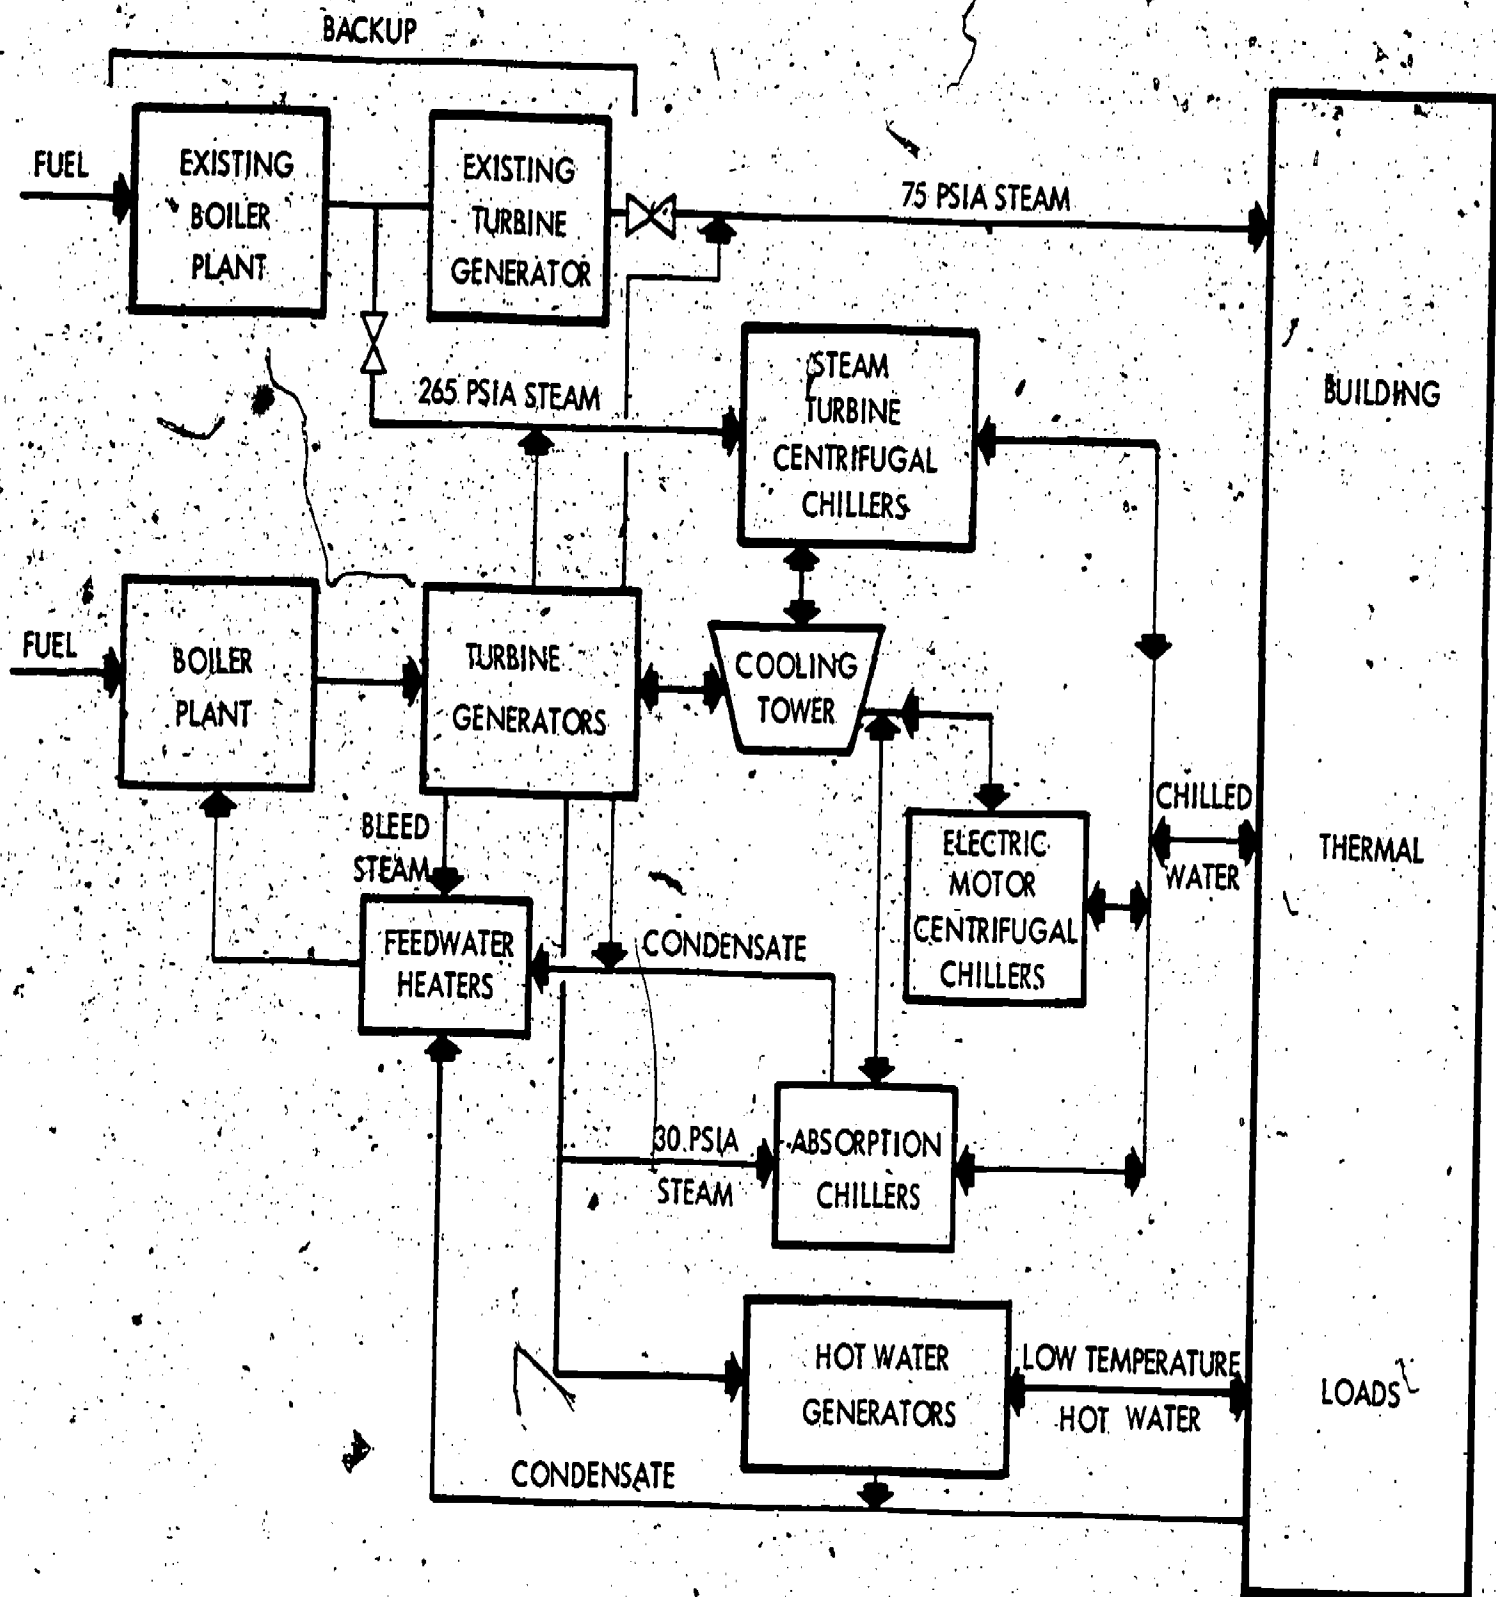 BACKUP
FUEL
EXISTING
BOILER
PLANT
EXISTING
TURBINE
GENERATOR
75 PSIA STEAM
265 PSIA STEAM
STEAM
TURBINE
CENTRIFUGAL
CHILLERS
BUILDING
FUEL
BOILER
PLANT
TURBINE
GENERATORS
COOLING
TOWER
BLEED
STEAM
FEEDWATER
HEATERS
CONDENSATE
ELECTRIC
MOTOR
CENTRIFUGAL
CHILLERS
CHILLED
WATER
THERMAL
30 PSIA
STEAM
ABSORPTION
CHILLERS
HOT WATER
GENERATORS
LOW TEMPERATURE
HOT WATER
LOADS
CONDENSATE